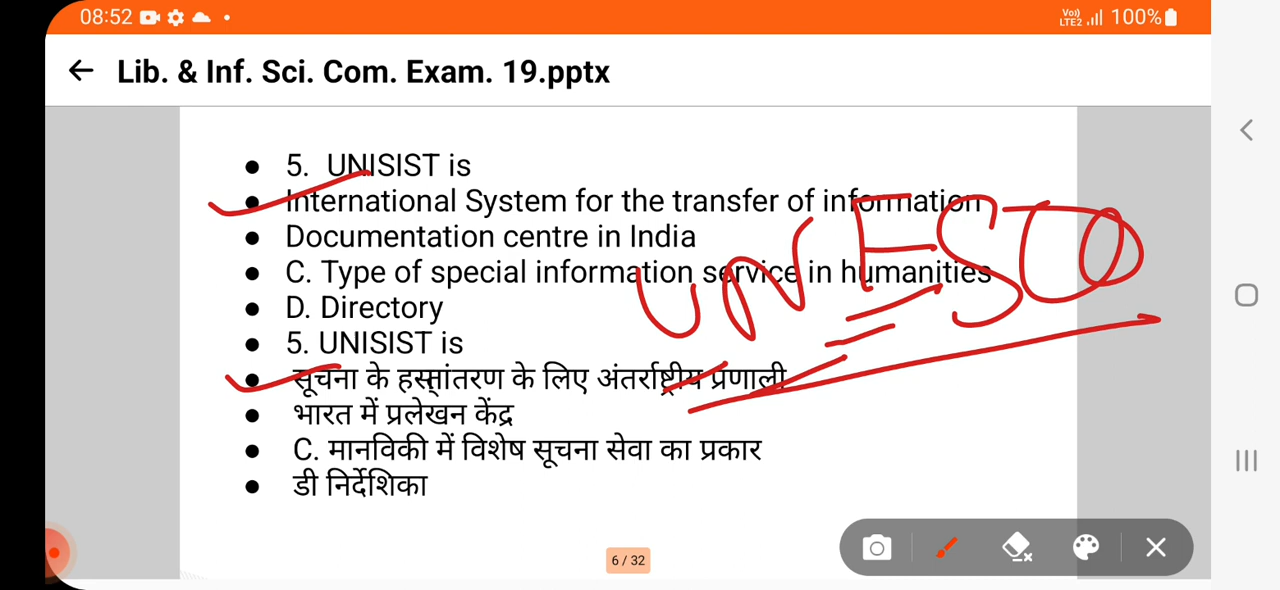 08:52 Vo)) LTE2 100%
Lib. & Inf. Sci. Com. Exam. 19.pptx
● 5. UNISIST is
● International System for the transfer of information
● Documentation centre in India
● C. Type of special information service in humanities
● D. Directory
UNESCO
● 5. UNISIST is
● सूचना के हस्तांतरण के लिए अंतर्राष्ट्रीय प्रणाली
● भारत में प्रलेखन केंद्र
● C. मानविकी में विशेष सूचना सेवा का प्रकार
● डी निर्देशिका
6 / 32